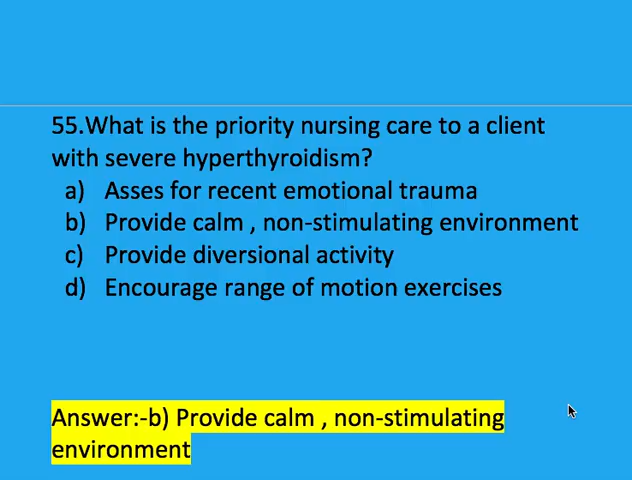 55.What is the priority nursing care to a client
with severe hyperthyroidism?
a) Asses for recent emotional trauma
b) Provide calm , non-stimulating environment
c) Provide diversional activity
d) Encourage range of motion exercises
Answer:-b) Provide calm , non-stimulating
environment